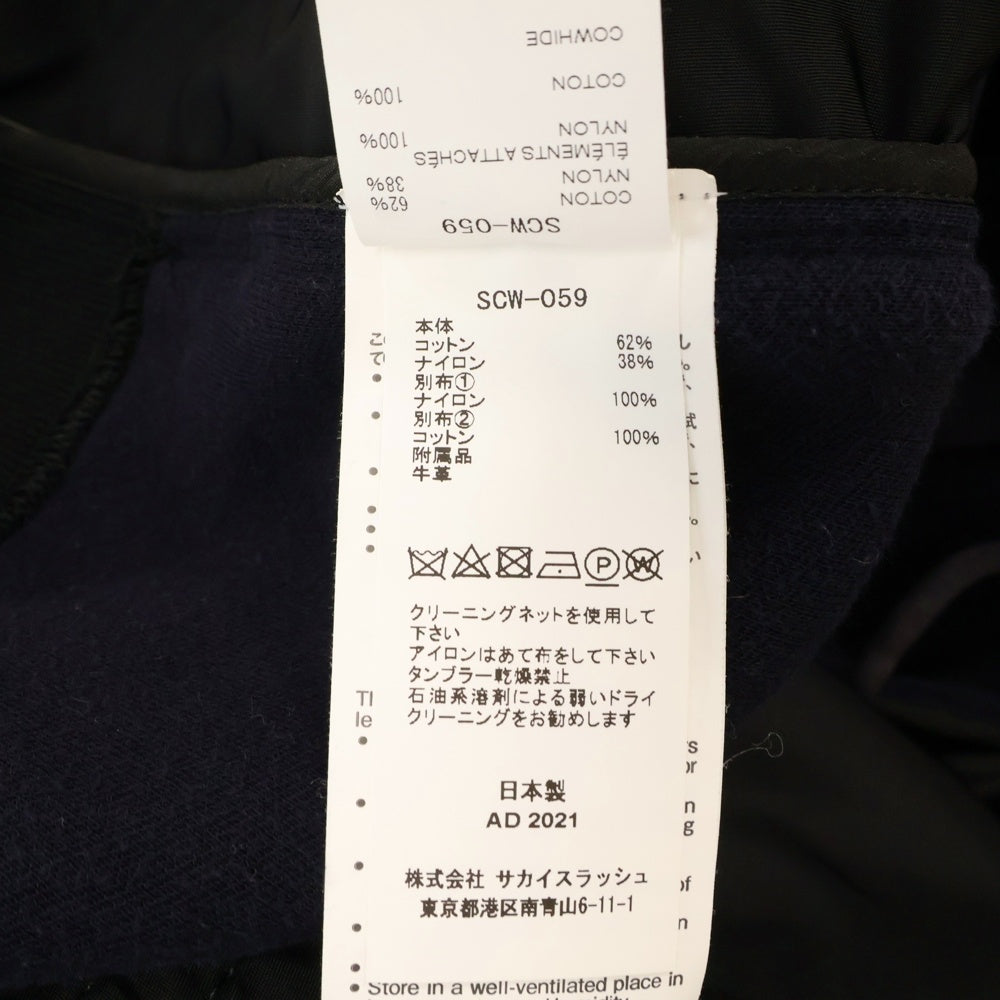 COWHIDE
COTON 100%
NYLON 100%
ÉLÉMENTS ATTACHÉS
NYLON 38%
COTON 62%
SCW-059
SCW-059
本体
コットン 62%
ナイロン 38%
別布①
ナイロン 100%
別布②
コットン 100%
附属品
牛革
P
W
クリーニングネットを使用して
下さい
アイロンはあて布をして下さい
タンブラー乾燥禁止
石油系溶剤による弱いドライ
クリーニングをお勧めします
日本製
AD 2021
株式会社 サカイスラッシュ
東京都港区南青山6-11-1
• Store in a well-ventilated place in